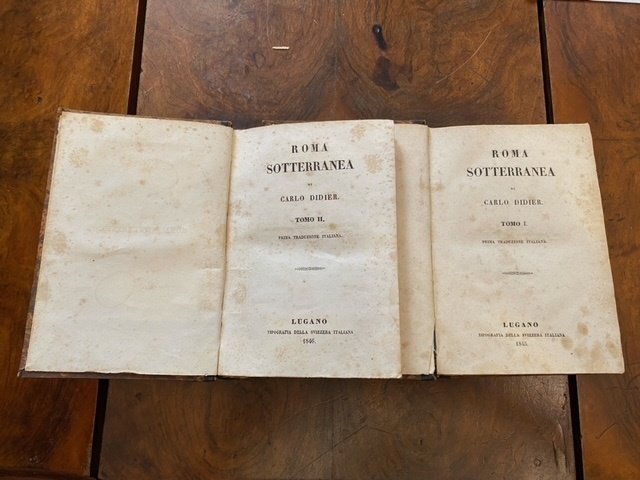 ROMA
SOTTERRANEA
DI
CARLO DIDIER.
TOMO II.
PRIMA TRADUZIONE ITALIANA.
LUGANO
TIPOGRAFIA DELLA SVIZZERA ITALIANA
1846.
ROMA
SOTTERRANEA
DI
CARLO DIDIER.
TOMO I.
PRIMA TRADUZIONE ITALIANA.
LUGANO
TIPOGRAFIA DELLA SVIZZERA ITALIANA
1845.